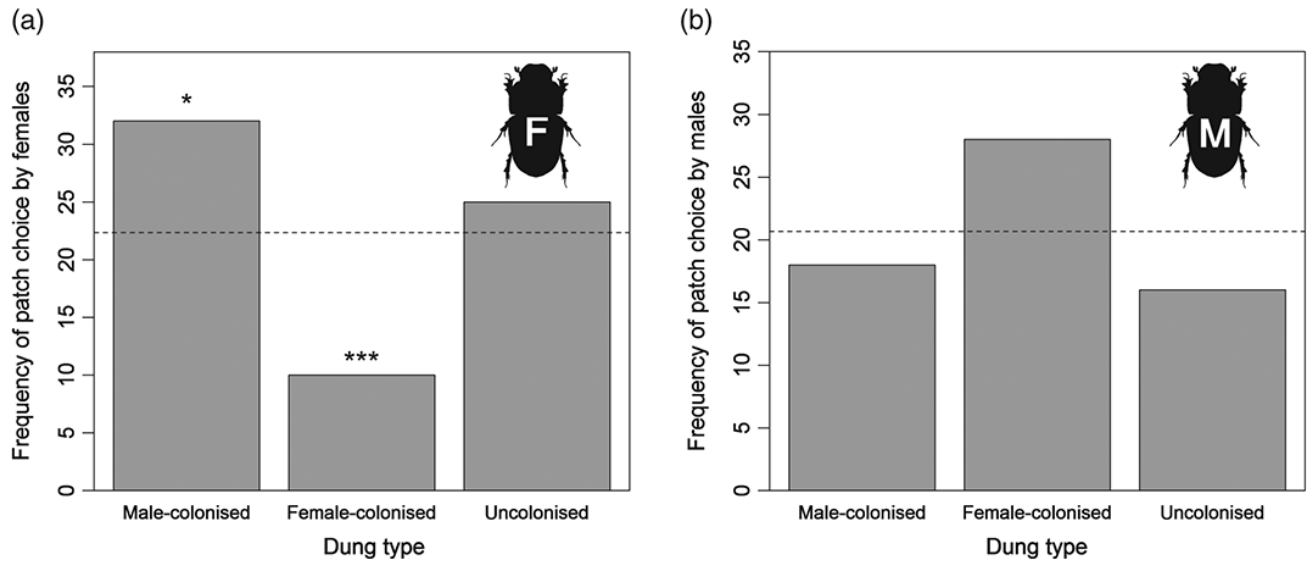 (a)
Frequency of patch choice by females
35
30
25
20
15
10
5
0
*
***
F
Male-colonised
Female-colonised
Uncolonised
Dung type
(b)
Frequency of patch choice by males
35
30
25
20
15
10
5
0
M
Male-colonised
Female-colonised
Uncolonised
Dung type